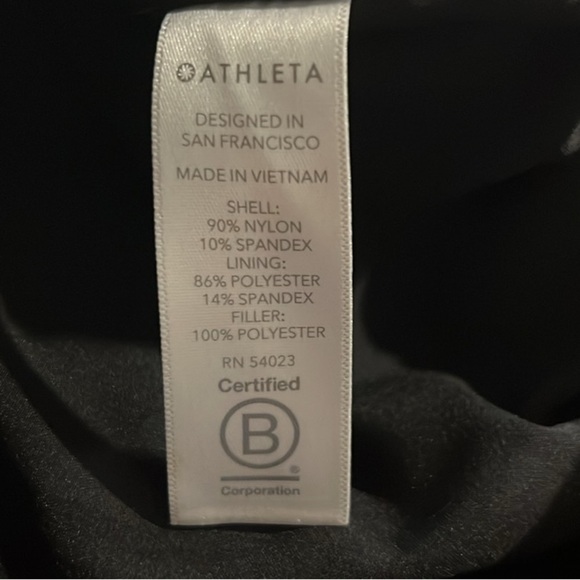 ATHLETA
DESIGNED IN
SAN FRANCISCO
MADE IN VIETNAM
SHELL:
90% NYLON
10% SPANDEX
LINING:
86% POLYESTER
14% SPANDEX
FILLER:
100% POLYESTER
RN 54023
Certified
B
®
Corporation